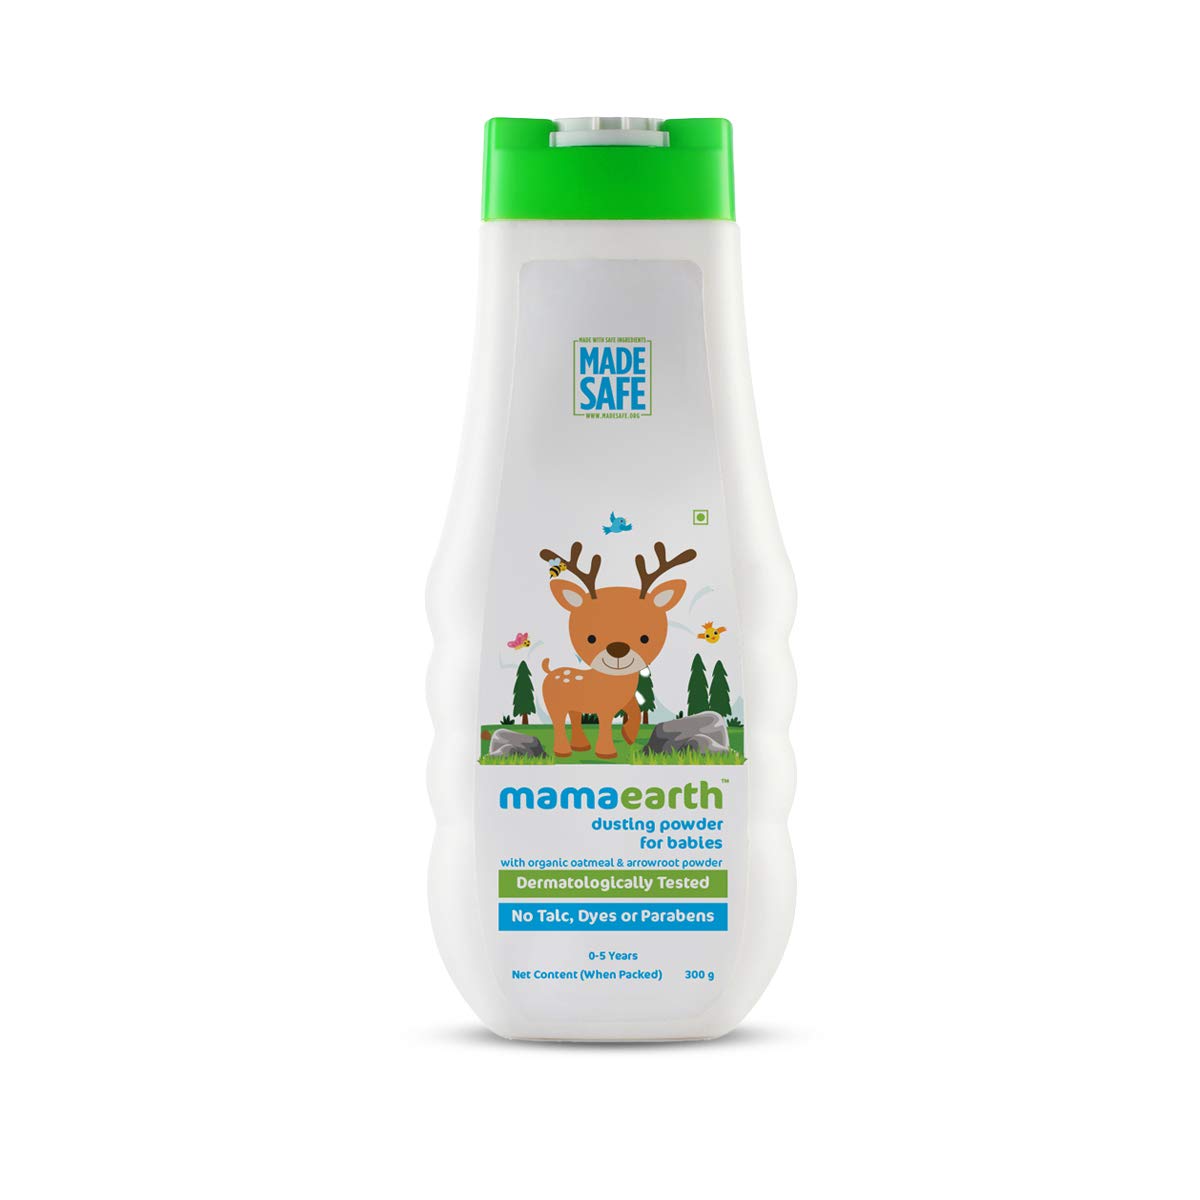 MADE WITH SAFE INGREDIENTS
MADE
SAFE
WWW.MADESAFE.ORG
mamaearth™
dusting powder
for babies
with organic oatmeal & arrowroot powder
Dermatologically Tested
No Talc, Dyes or Parabens
0-5 Years
Net Content (When Packed) 300 g